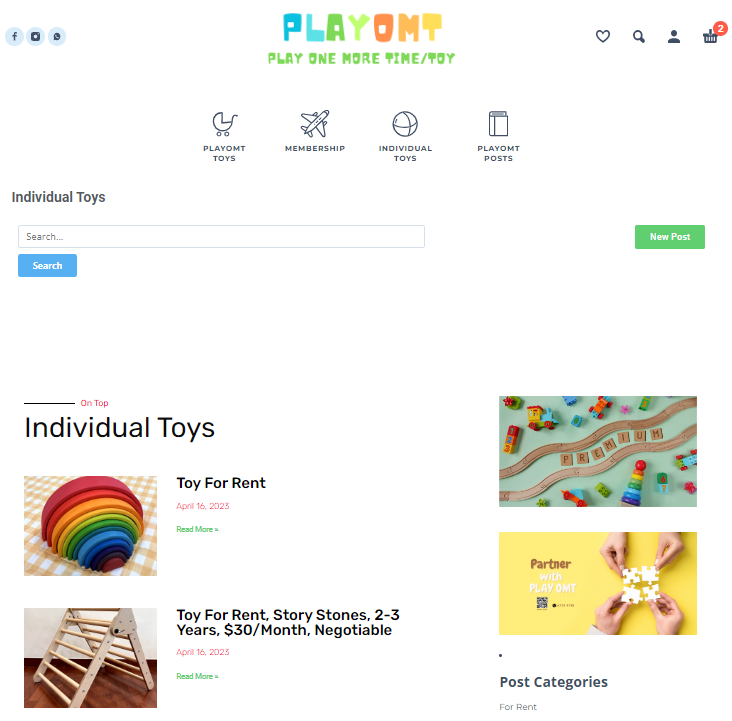 PLAYOMT
PLAY ONE MORE TIME/TOY
2
PLAYOMT
TOYS
MEMBERSHIP
INDIVIDUAL
TOYS
PLAYOMT
POSTS
Individual Toys
Search...
New Post
Search
On Top
Individual Toys
Toy For Rent
April 16, 2023
Read More »
Toy For Rent, Story Stones, 2-3
Years, $30/Month, Negotiable
April 16, 2023
Read More »
PREMIUM
Partner
with
PLAY OMT
Post Categories
For Rent